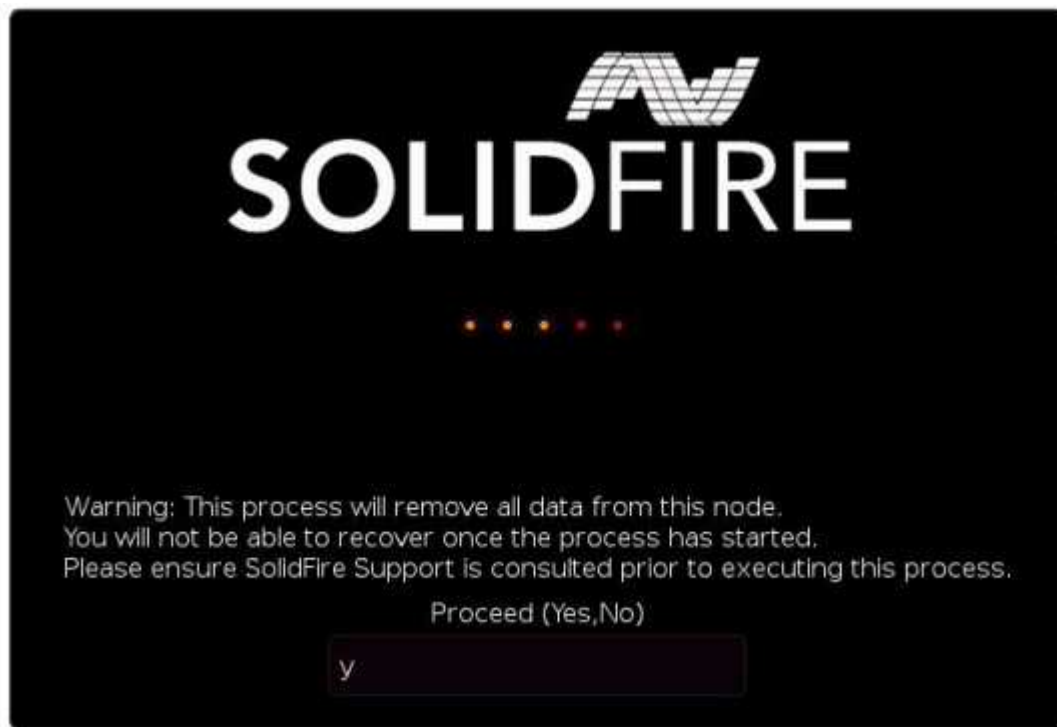 SOLIDFIRE
Warning: This process will remove all data from this node.
You will not be able to recover once the process has started.
Please ensure SolidFire Support is consulted prior to executing this process.
Proceed (Yes,No)
y